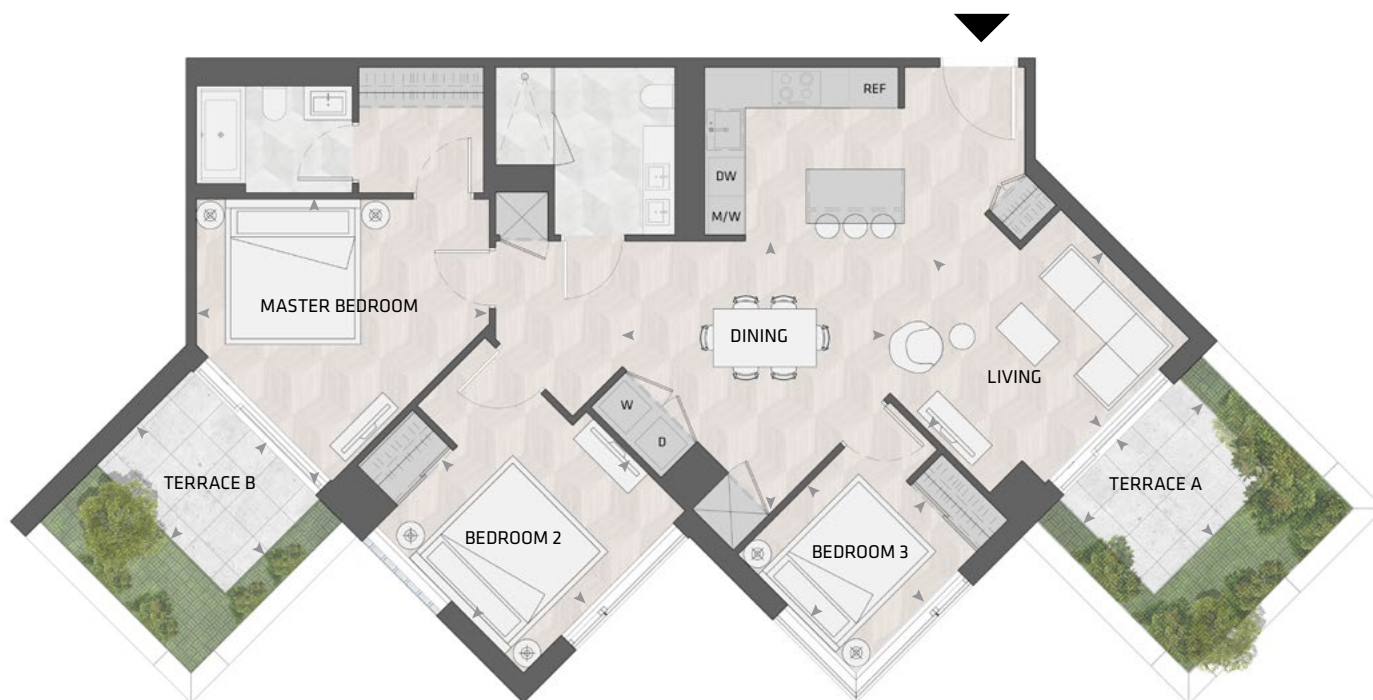 REF
DW
M/W
MASTER BEDROOM
DINING
LIVING
W
D
TERRACE B
TERRACE A
BEDROOM 2
BEDROOM 3